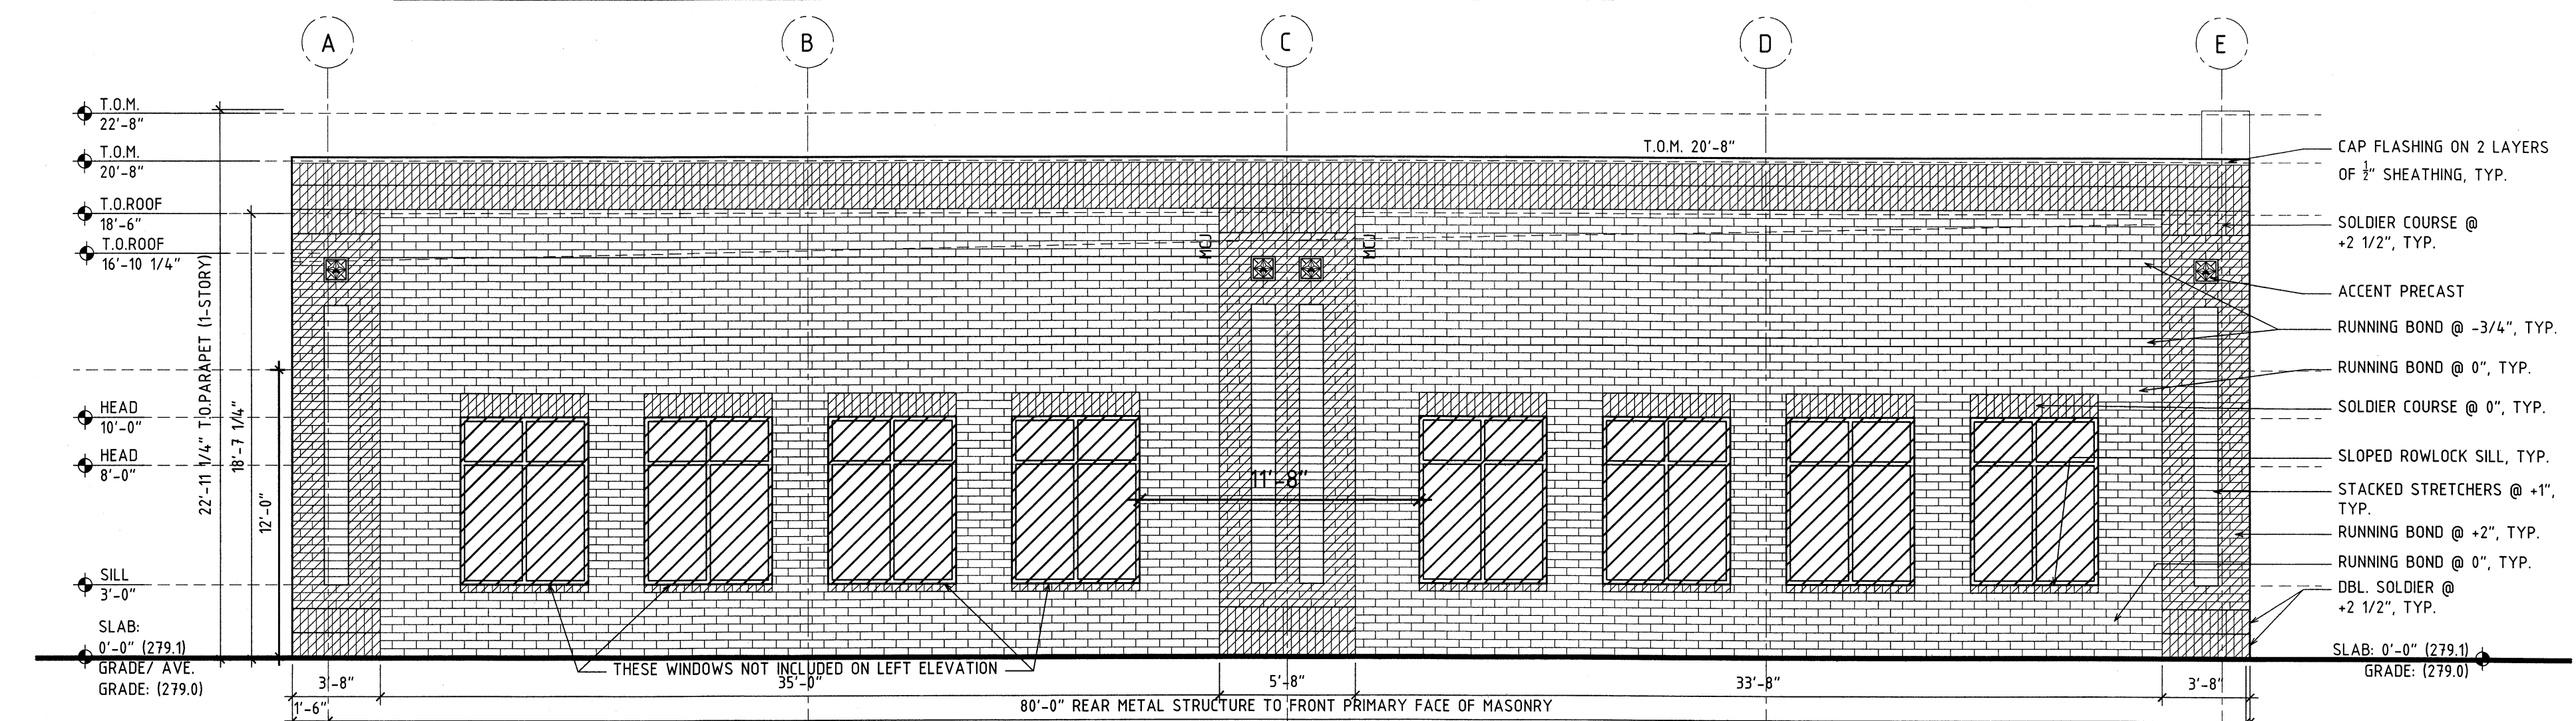 A
B
C
D
E
T.O.M.
22'-8"
T.O.M.
20'-8"
T.O.ROOF
18'-6"
T.O.ROOF
16'-10 1/4"
HEAD
10'-0"
HEAD
8'-0"
SILL
3'-0"
SLAB:
0'-0" (279.1)
GRADE/ AVE.
GRADE: (279.0)
22'-11 1/4" T.O.PARAPET (1-STORY)
18'-7 1/4"
12'-0"
T.O.M. 20'-8"
MCJ
MCJ
11'-8"
CAP FLASHING ON 2 LAYERS
OF 1/2" SHEATHING, TYP.
SOLDIER COURSE @
+2 1/2", TYP.
ACCENT PRECAST
RUNNING BOND @ -3/4", TYP.
RUNNING BOND @ 0", TYP.
SOLDIER COURSE @ 0", TYP.
SLOPED ROWLOCK SILL, TYP.
STACKED STRETCHERS @ +1",
TYP.
RUNNING BOND @ +2", TYP.
RUNNING BOND @ 0", TYP.
DBL. SOLDIER @
+2 1/2", TYP.
SLAB: 0'-0" (279.1)
GRADE: (279.0)
THESE WINDOWS NOT INCLUDED ON LEFT ELEVATION
3'-8"
35'-0"
5'-8"
33'-8"
3'-8"
1'-6"
80'-0" REAR METAL STRUCTURE TO FRONT PRIMARY FACE OF MASONRY